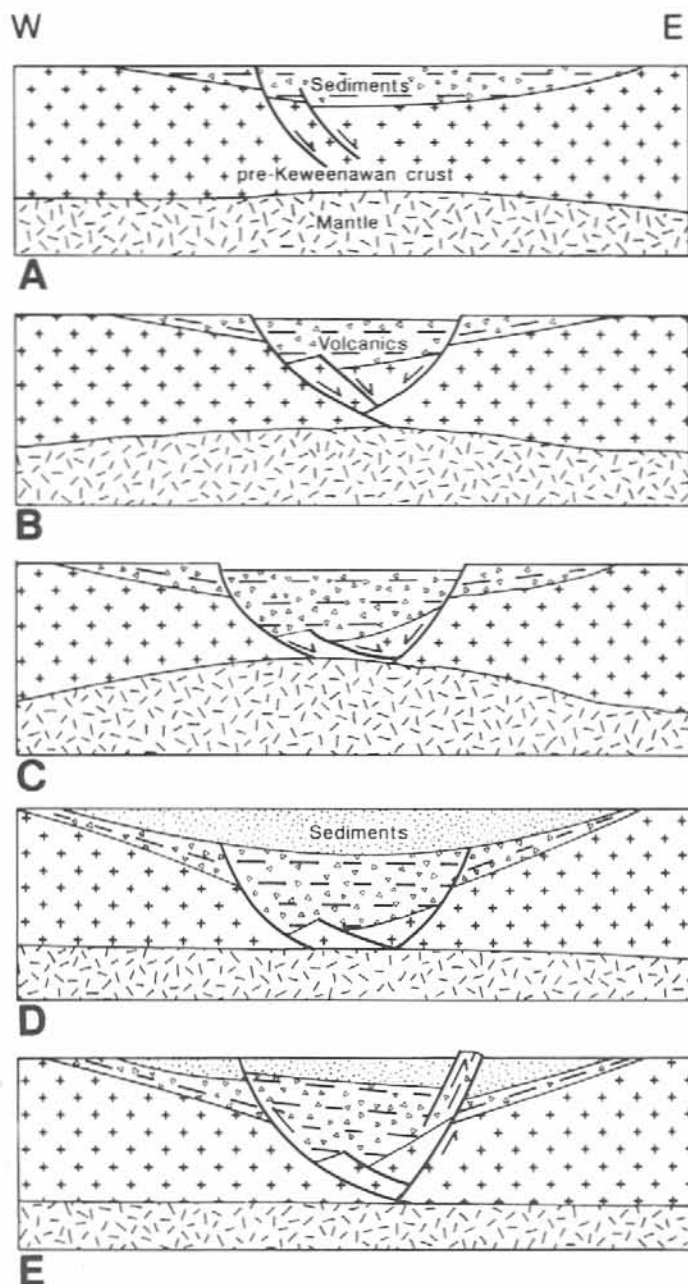 W E
Sediments
pre-Keweenawan crust
Mantle
A
Volcanics
B
C
Sediments
D
E